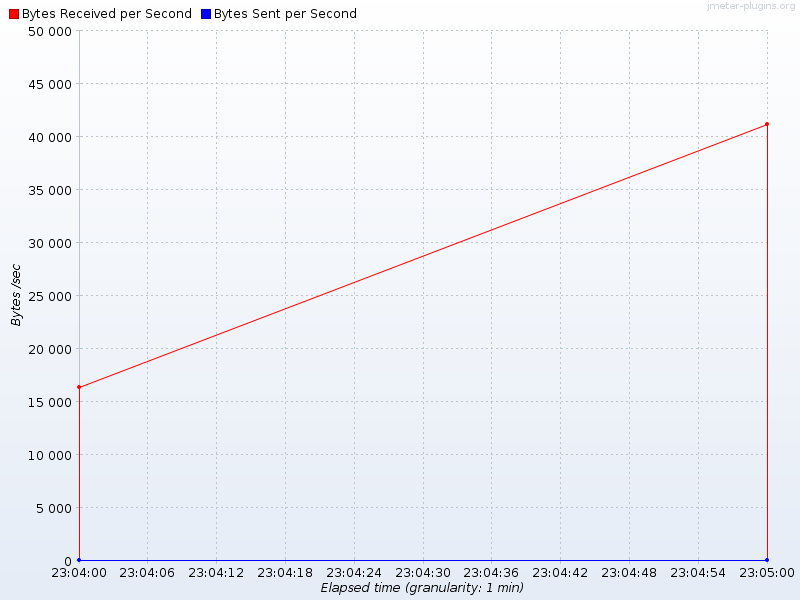 jmeter-plugins.org
Bytes Received per Second Bytes Sent per Second
50 000
45 000
40 000
35 000
30 000
25 000
20 000
15 000
10 000
5 000
0
Bytes /sec
23:04:00 23:04:06 23:04:12 23:04:18 23:04:24 23:04:30 23:04:36 23:04:42 23:04:48 23:04:54 23:05:00
Elapsed time (granularity: 1 min)